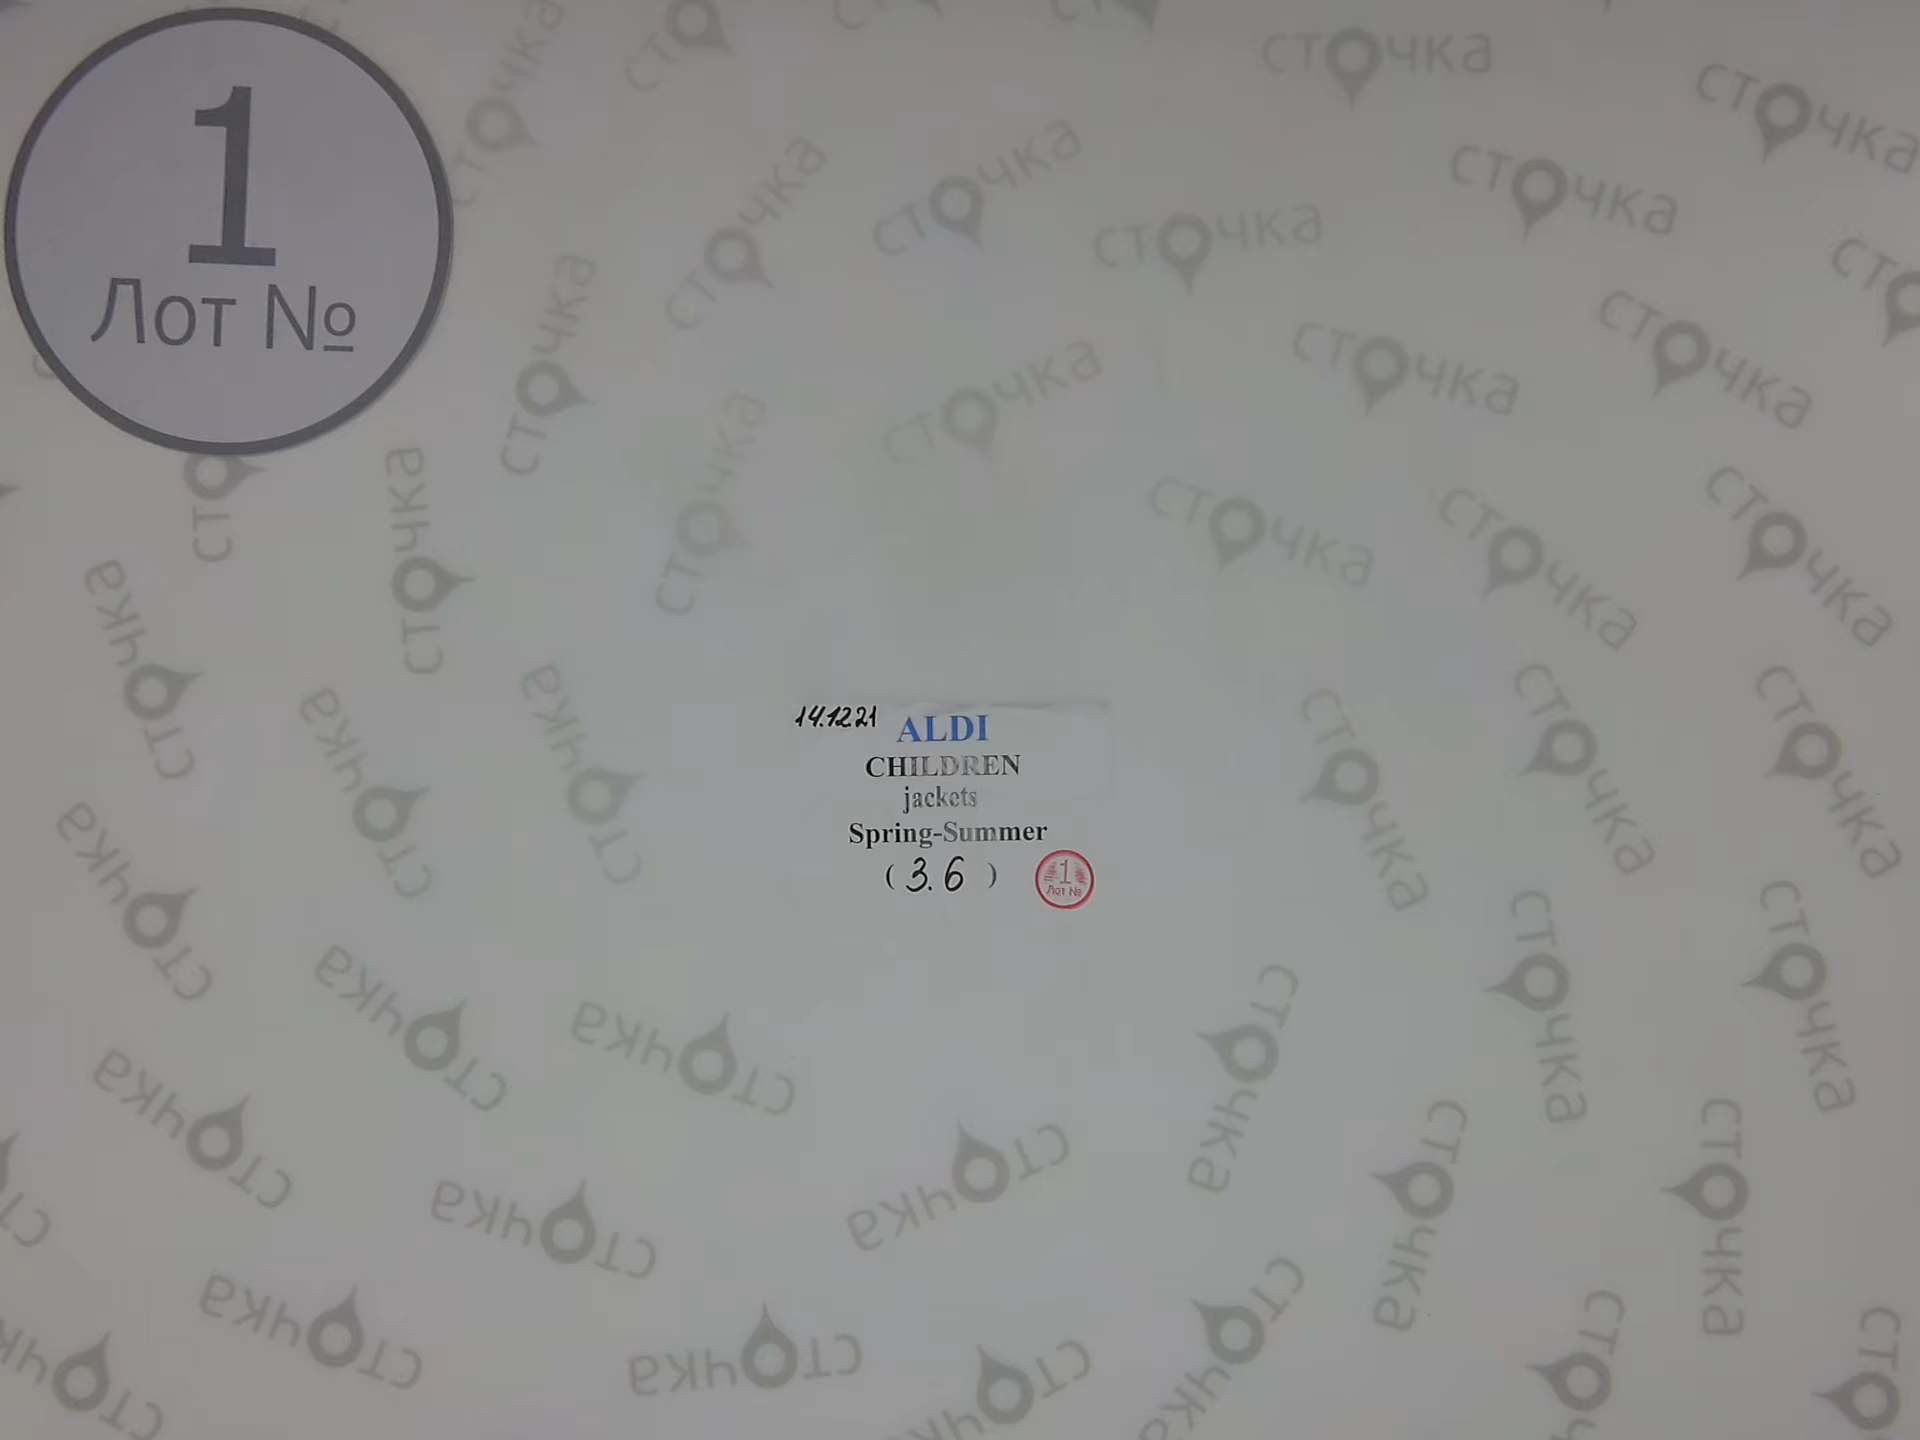 1
Лот №
14.12.21
ALDI
CHILDREN
jackets
Spring-Summer
( 3.6 )
1
Лот №
сточка